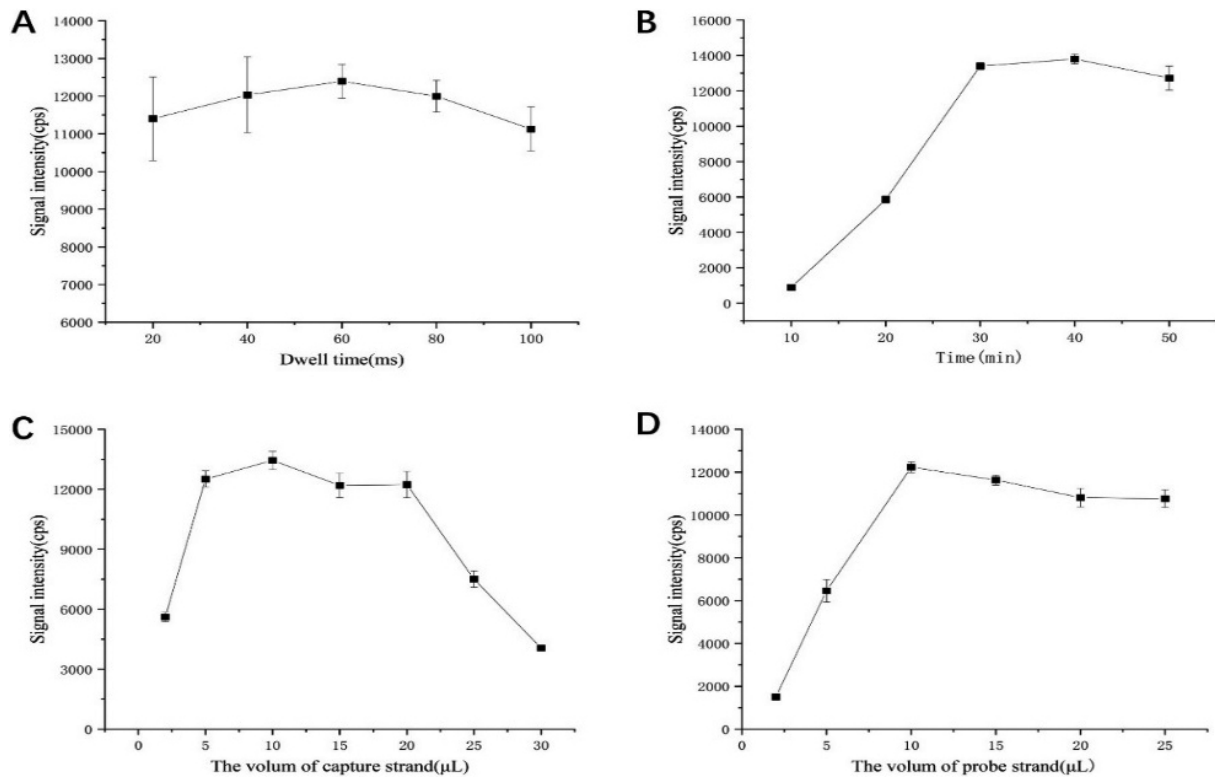 A
14000
13000
12000
11000
10000
9000
8000
7000
6000
Signal intensity(cps)
20 40 60 80 100
Dwell time(ms)
B
16000
14000
12000
10000
8000
6000
4000
2000
0
Signal intensity(cps)
10 20 30 40 50
Time(min)
C
15000
12000
9000
6000
3000
0
Signal intensity(cps)
0 5 10 15 20 25 30
The volum of capture strand(μL)
D
14000
12000
10000
8000
6000
4000
2000
0
Signal intensity(cps)
0 5 10 15 20 25
The volum of probe strand(μL)